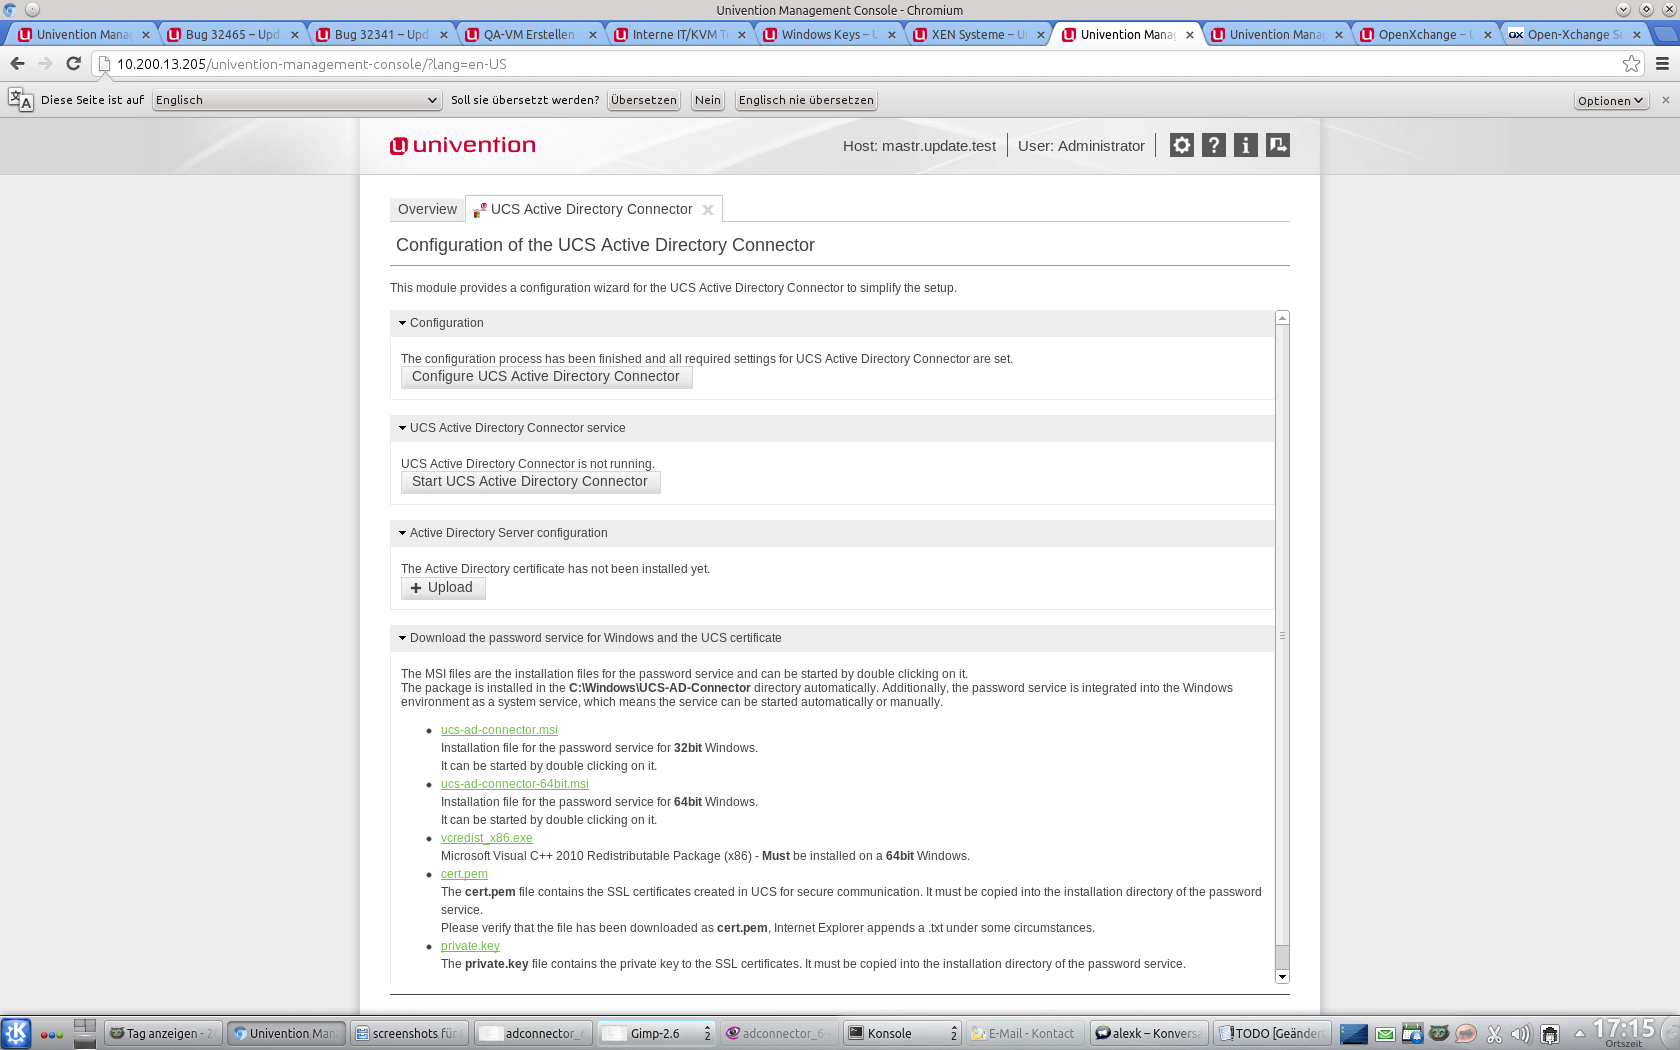 Univention Management Console - Chromium
Univention Mana
Bug 32465 – Upd
Bug 32341 – Upd
QA-VM Erstellen
Interne IT/KVM T
Windows Keys – U
XEN Systeme – U
Univention Mana
Univention Mana
OpenXchange – U
Open-Xchange Se
10.200.13.205/univention-management-console/?lang=en-US
Diese Seite ist auf Englisch Soll sie übersetzt werden? Übersetzen Nein Englisch nie übersetzen Optionen
univention
Host: mastr.update.test User: Administrator
Overview UCS Active Directory Connector
Configuration of the UCS Active Directory Connector
This module provides a configuration wizard for the UCS Active Directory Connector to simplify the setup.
Configuration
The configuration process has been finished and all required settings for UCS Active Directory Connector are set.
Configure UCS Active Directory Connector
UCS Active Directory Connector service
UCS Active Directory Connector is not running.
Start UCS Active Directory Connector
Active Directory Server configuration
The Active Directory certificate has not been installed yet.
Upload
Download the password service for Windows and the UCS certificate
The MSI files are the installation files for the password service and can be started by double clicking on it.
The package is installed in the C:\Windows\UCS-AD-Connector directory automatically. Additionally, the password service is integrated into the Windows
environment as a system service, which means the service can be started automatically or manually.
ucs-ad-connector.msi
Installation file for the password service for 32bit Windows.
It can be started by double clicking on it.
ucs-ad-connector-64bit.msi
Installation file for the password service for 64bit Windows.
It can be started by double clicking on it.
vcredist_x86.exe
Microsoft Visual C++ 2010 Redistributable Package (x86) - Must be installed on a 64bit Windows.
cert.pem
The cert.pem file contains the SSL certificates created in UCS for secure communication. It must be copied into the installation directory of the password
service.
Please verify that the file has been downloaded as cert.pem, Internet Explorer appends a .txt under some circumstances.
private.key
The private.key file contains the private key to the SSL certificates. It must be copied into the installation directory of the password service.
Tag anzeigen - 2
Univention Man
screenshots für
adconnector_6
Gimp-2.6 2
adconnector_6-
Konsole 2
E-Mail - Kontact
alexk – Konversa
TODO [Geändert
17:15
Ortszeit